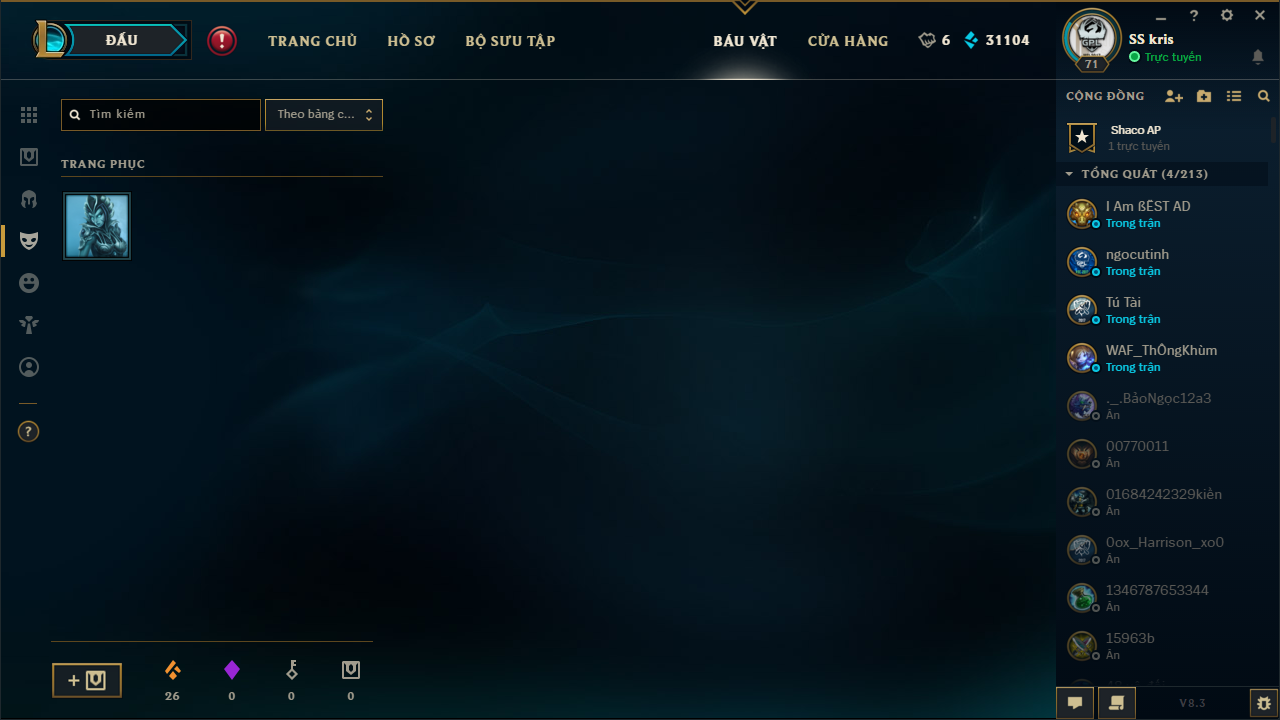 ĐẤU
TRANG CHỦ
HỒ SƠ
BỘ SƯU TẬP
BÁU VẬT
CỬA HÀNG
6
31104
GPL
71
SS kris
Trực tuyến
CỘNG ĐỒNG
Tìm kiếm
Theo bảng c...
Shaco AP
1 trực tuyến
TRANG PHỤC
TỔNG QUÁT (4/213)
I Am ßËST AD
Trong trận
ngocutinh
Trong trận
Tú Tài
Trong trận
WAF_ThÔngKhùm
Trong trận
._.BảoNgọc12a3
Ẩn
00770011
Ẩn
01684242329kiền
Ẩn
0ox_Harrison_xo0
Ẩn
1346787653344
Ẩn
15963b
Ẩn
26
0
0
0
V8.3